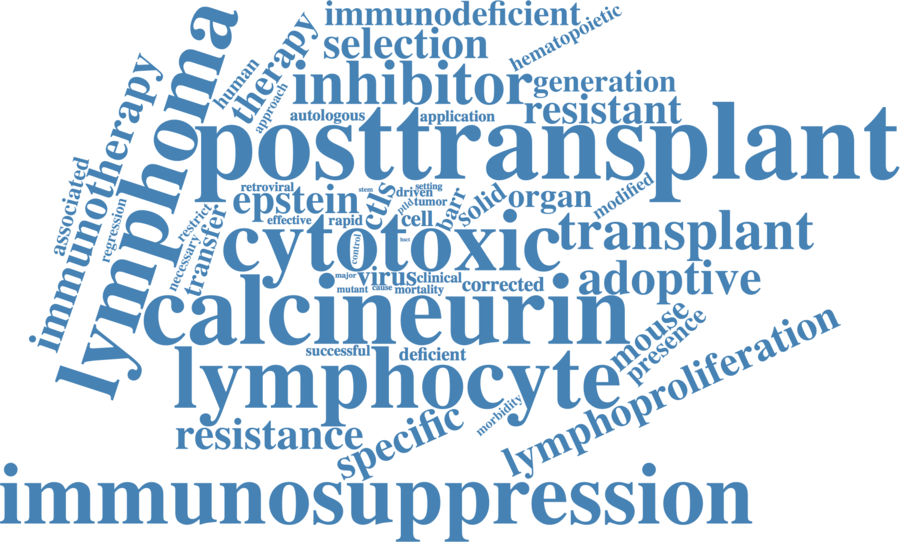 immunodeficient
selection
hematopoietic
lymphoma
therapy
human
approach
inhibitor
generation
resistant
autologous
application
posttransplant
immunotherapy
associated
regression
retroviral
stem
setting
driven
ctls
ptld
tumor
epstein
barr
solid
organ
modified
effective
rapid
cell
restrict
necessary
transfer
cytotoxic
control
transplant
major
virus
clinical
corrected
adoptive
mutant
cause
mortality
calcineurin
mouse
presence
successful
deficient
lymphocyte
lymphoproliferation
morbidity
resistance
specific
immunosuppression